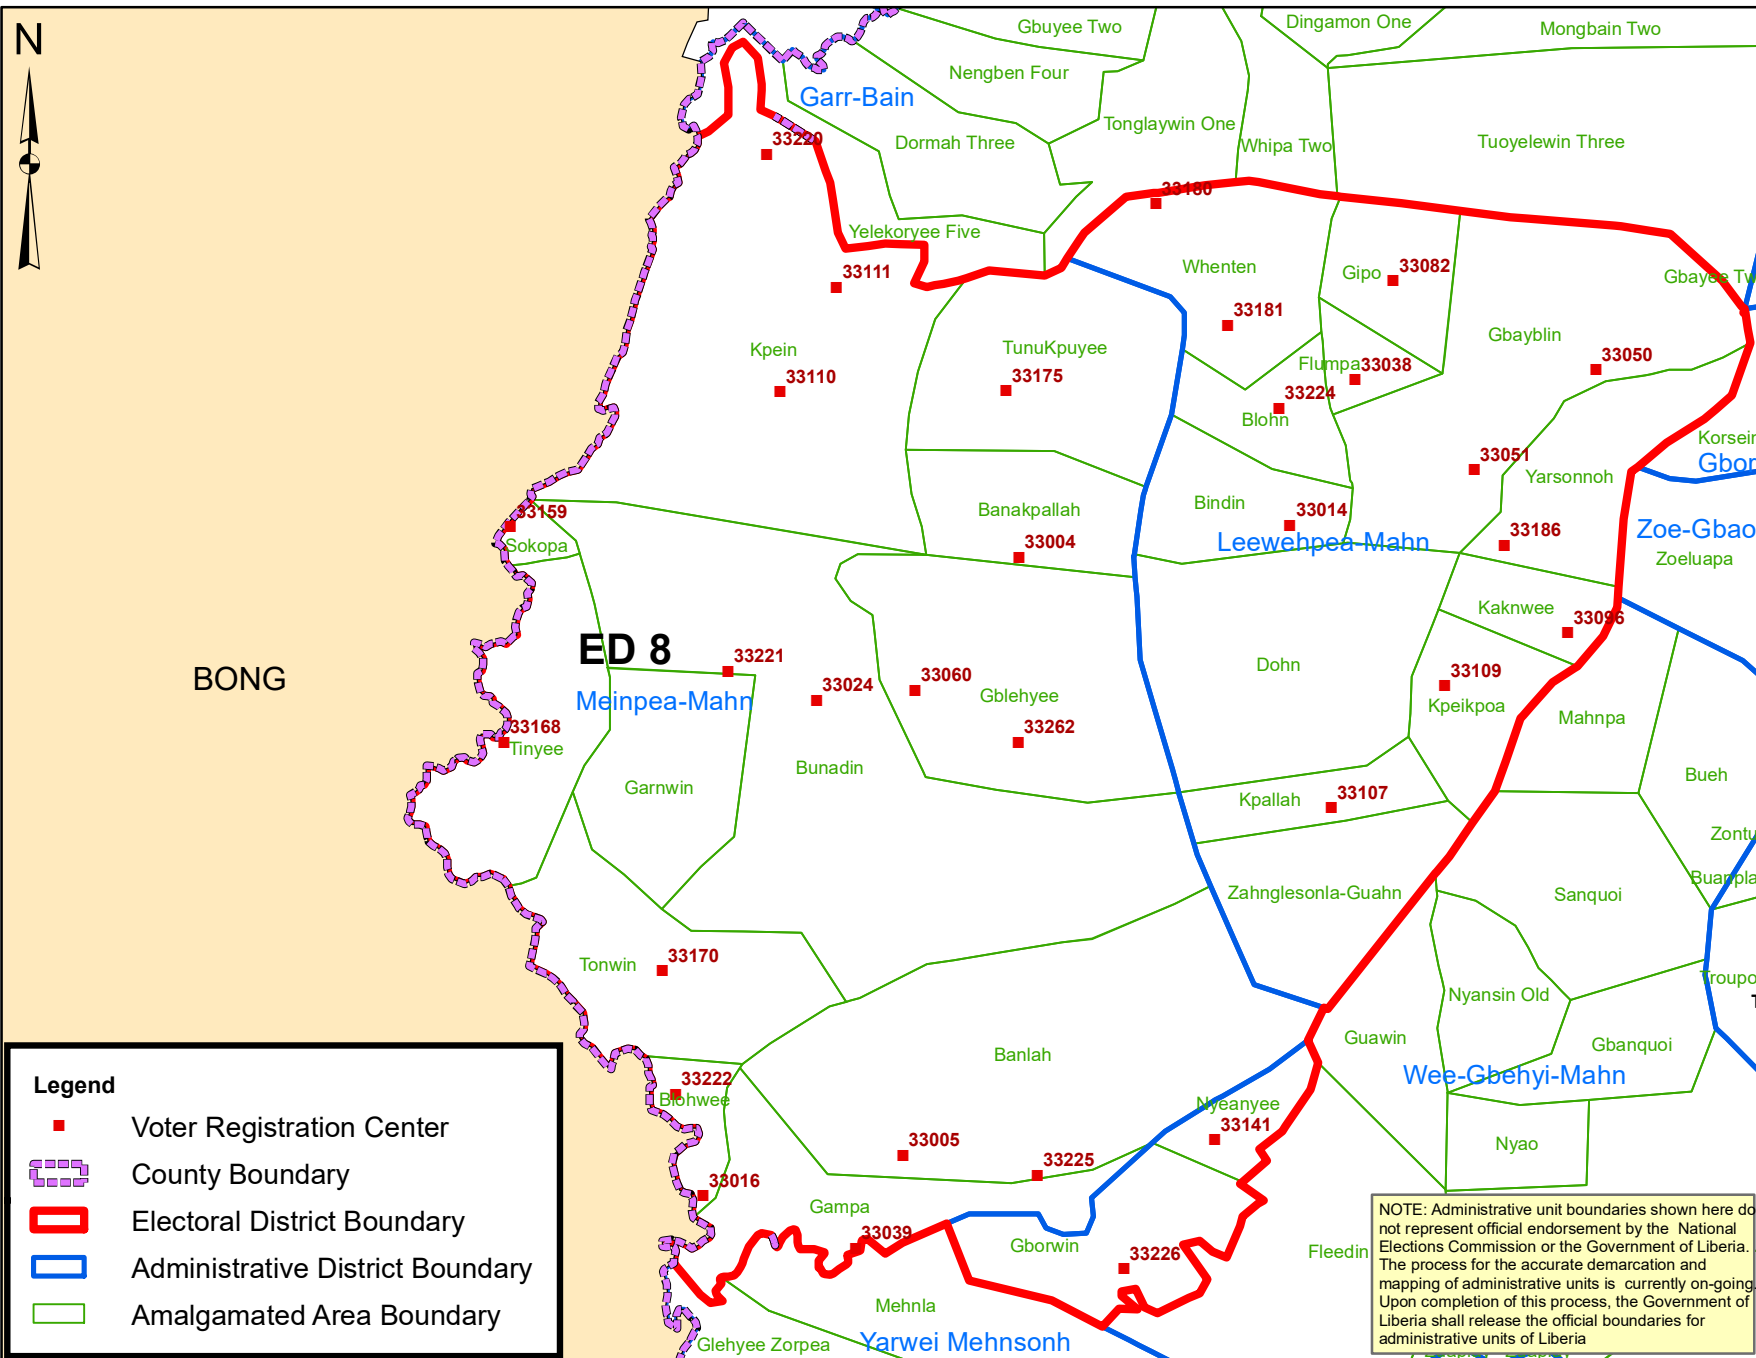 N
Gbuyee Two
Dingamon One
Mongbain Two
Nengben Four
Garr-Bain
Tonglaywin One
Dormah Three
33220
Whipa Two
Tuoyelewin Three
33180
Yelekoryee Five
33111
Whenten
Gipo
33082
Gbayee Tw
33181
Gbayblin
Kpein
TunuKpuyee
33050
33110
33175
Flumpa
33038
33224
Blohn
Korsein
33051
Gbor
Yarsonnoh
Bindin
Banakpallah
33159
33014
33186
Zoe-Gbao
Sokopa
33004
Leewehpea-Mahn
Zoeluapa
Kaknwee
33096
ED 8
33221
BONG
Meinpea-Mahn
33024
33060
Gblehyee
Dohn
33109
Kpeikpoa
Mahnpa
33168
Tinyee
33262
Bunadin
Garnwin
Bueh
Kpallah
33107
Zontu
Buanpla
Zahnglesonla-Guahn
Sanquoi
Tonwin
33170
Troupo
Nyansin Old
Guawin
Gbanquoi
Banlah
Wee-Gbehyi-Mahn
33222
Blohwee
Nyeanyee
33141
33005
33225
Nyao
33016
Gampa
33039
Gborwin
33226
Fleedin
Mehnla
Glehyee Zorpea
Yarwei Mehnsonh
Legend
Voter Registration Center
County Boundary
Electoral District Boundary
Administrative District Boundary
Amalgamated Area Boundary
NOTE: Administrative unit boundaries shown here do
not represent official endorsement by the National
Elections Commission or the Government of Liberia.
The process for the accurate demarcation and
mapping of administrative units is currently on-going.
Upon completion of this process, the Government of
Liberia shall release the official boundaries for
administrative units of Liberia